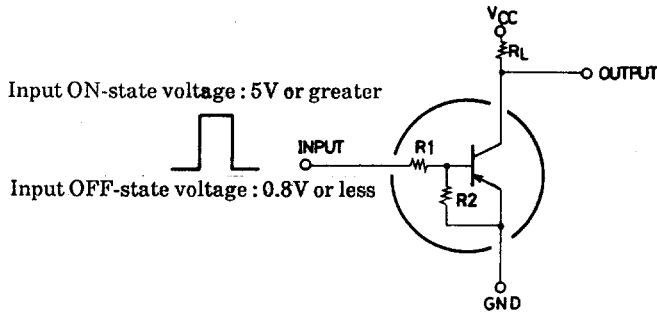 VCC
RL
OUTPUT
Input ON-state voltage : 5V or greater
INPUT
R1
Input OFF-state voltage : 0.8V or less
R2
GND